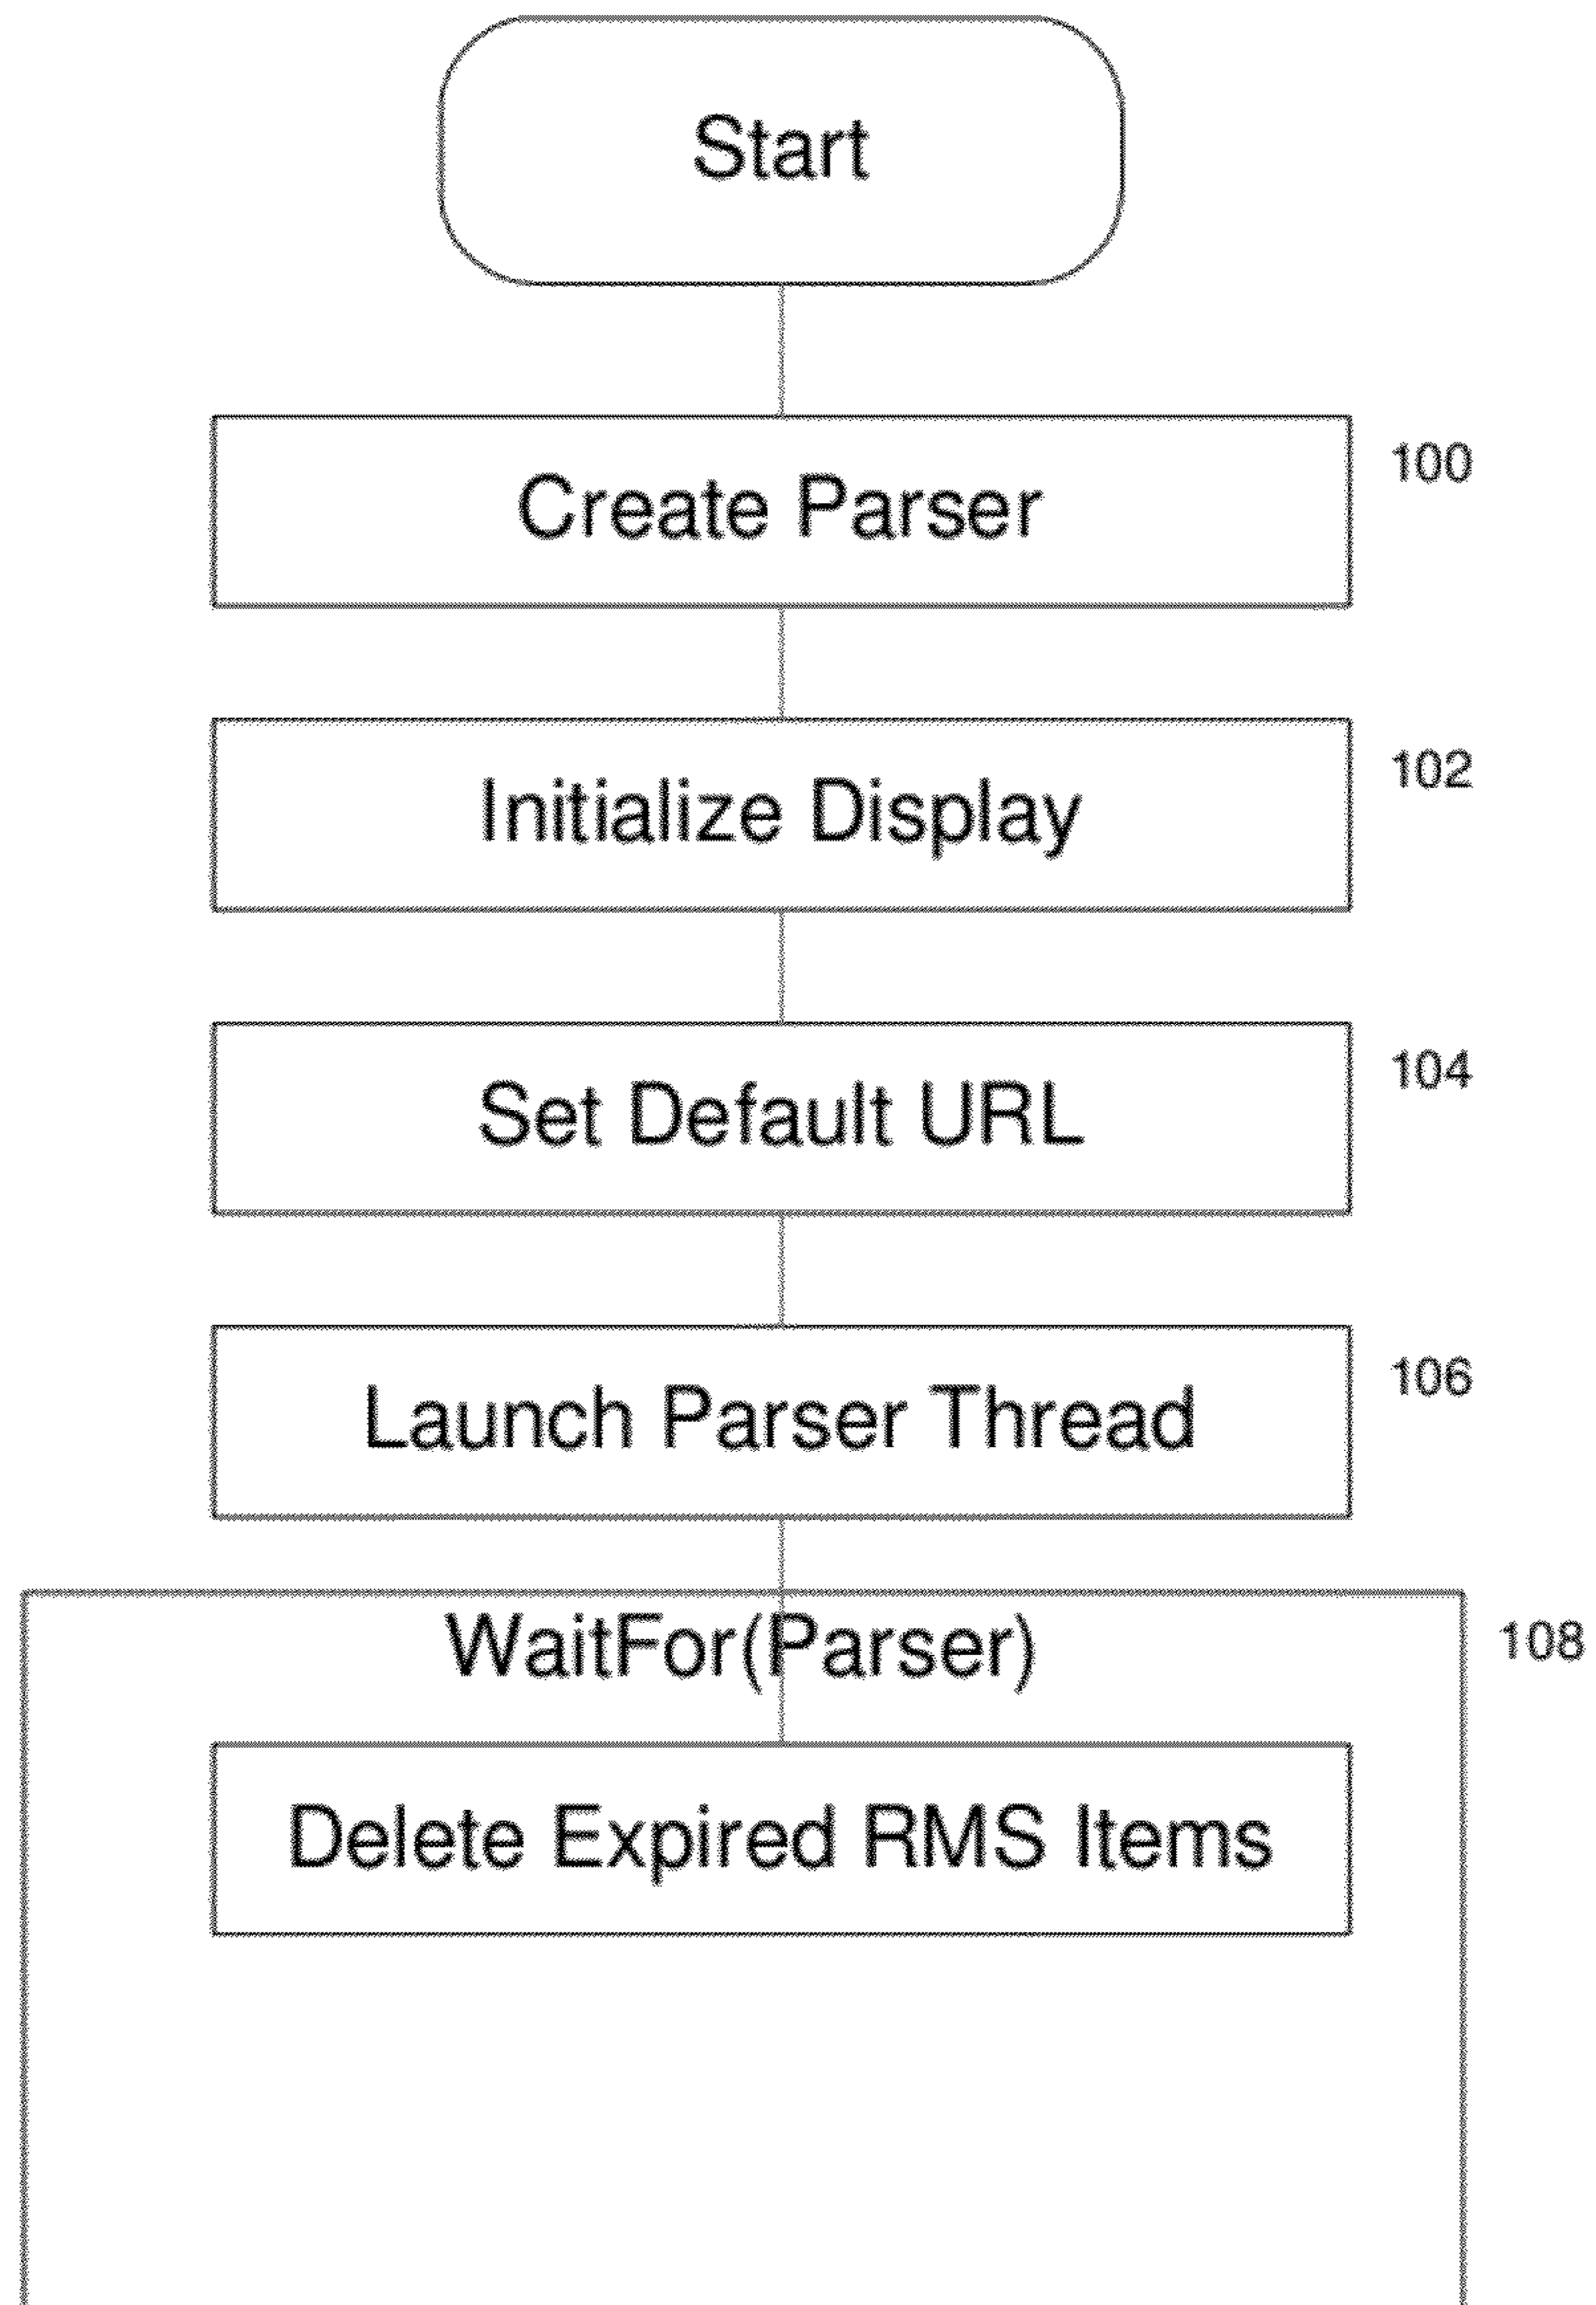 Start
Create Parser
100
Initialize Display
102
Set Default URL
104
Launch Parser Thread
106
WaitFor(Parser)
108
Delete Expired RMS Items